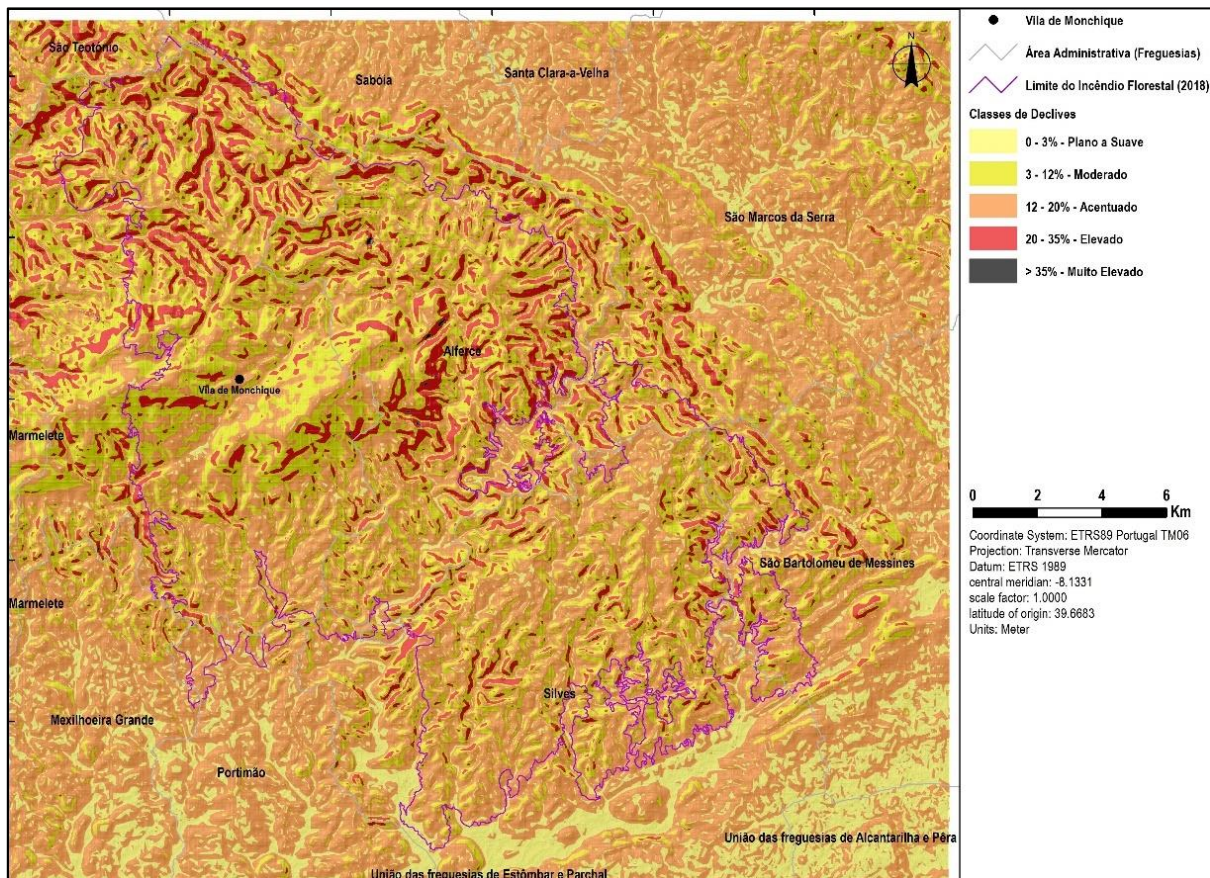 São Teotónio
Sabóia
Santa Clara-a-Velha
São Marcos da Serra
Alferce
Vila de Monchique
Marmelete
São Bartolomeu de Messines
Marmelete
Silves
Mexilhoeira Grande
Portimão
União das freguesias de Alcantarilha e Pêra
União das freguesias de Estômbar e Parchal
N
Vila de Monchique
Área Administrativa (Freguesias)
Limite do Incêndio Florestal (2018)
Classes de Declives
0 - 3% - Plano a Suave
3 - 12% - Moderado
12 - 20% - Acentuado
20 - 35% - Elevado
> 35% - Muito Elevado
0 2 4 6
Km
Coordinate System: ETRS89 Portugal TM06
Projection: Transverse Mercator
Datum: ETRS 1989
central meridian: -8.1331
scale factor: 1.0000
latitude of origin: 39.6683
Units: Meter